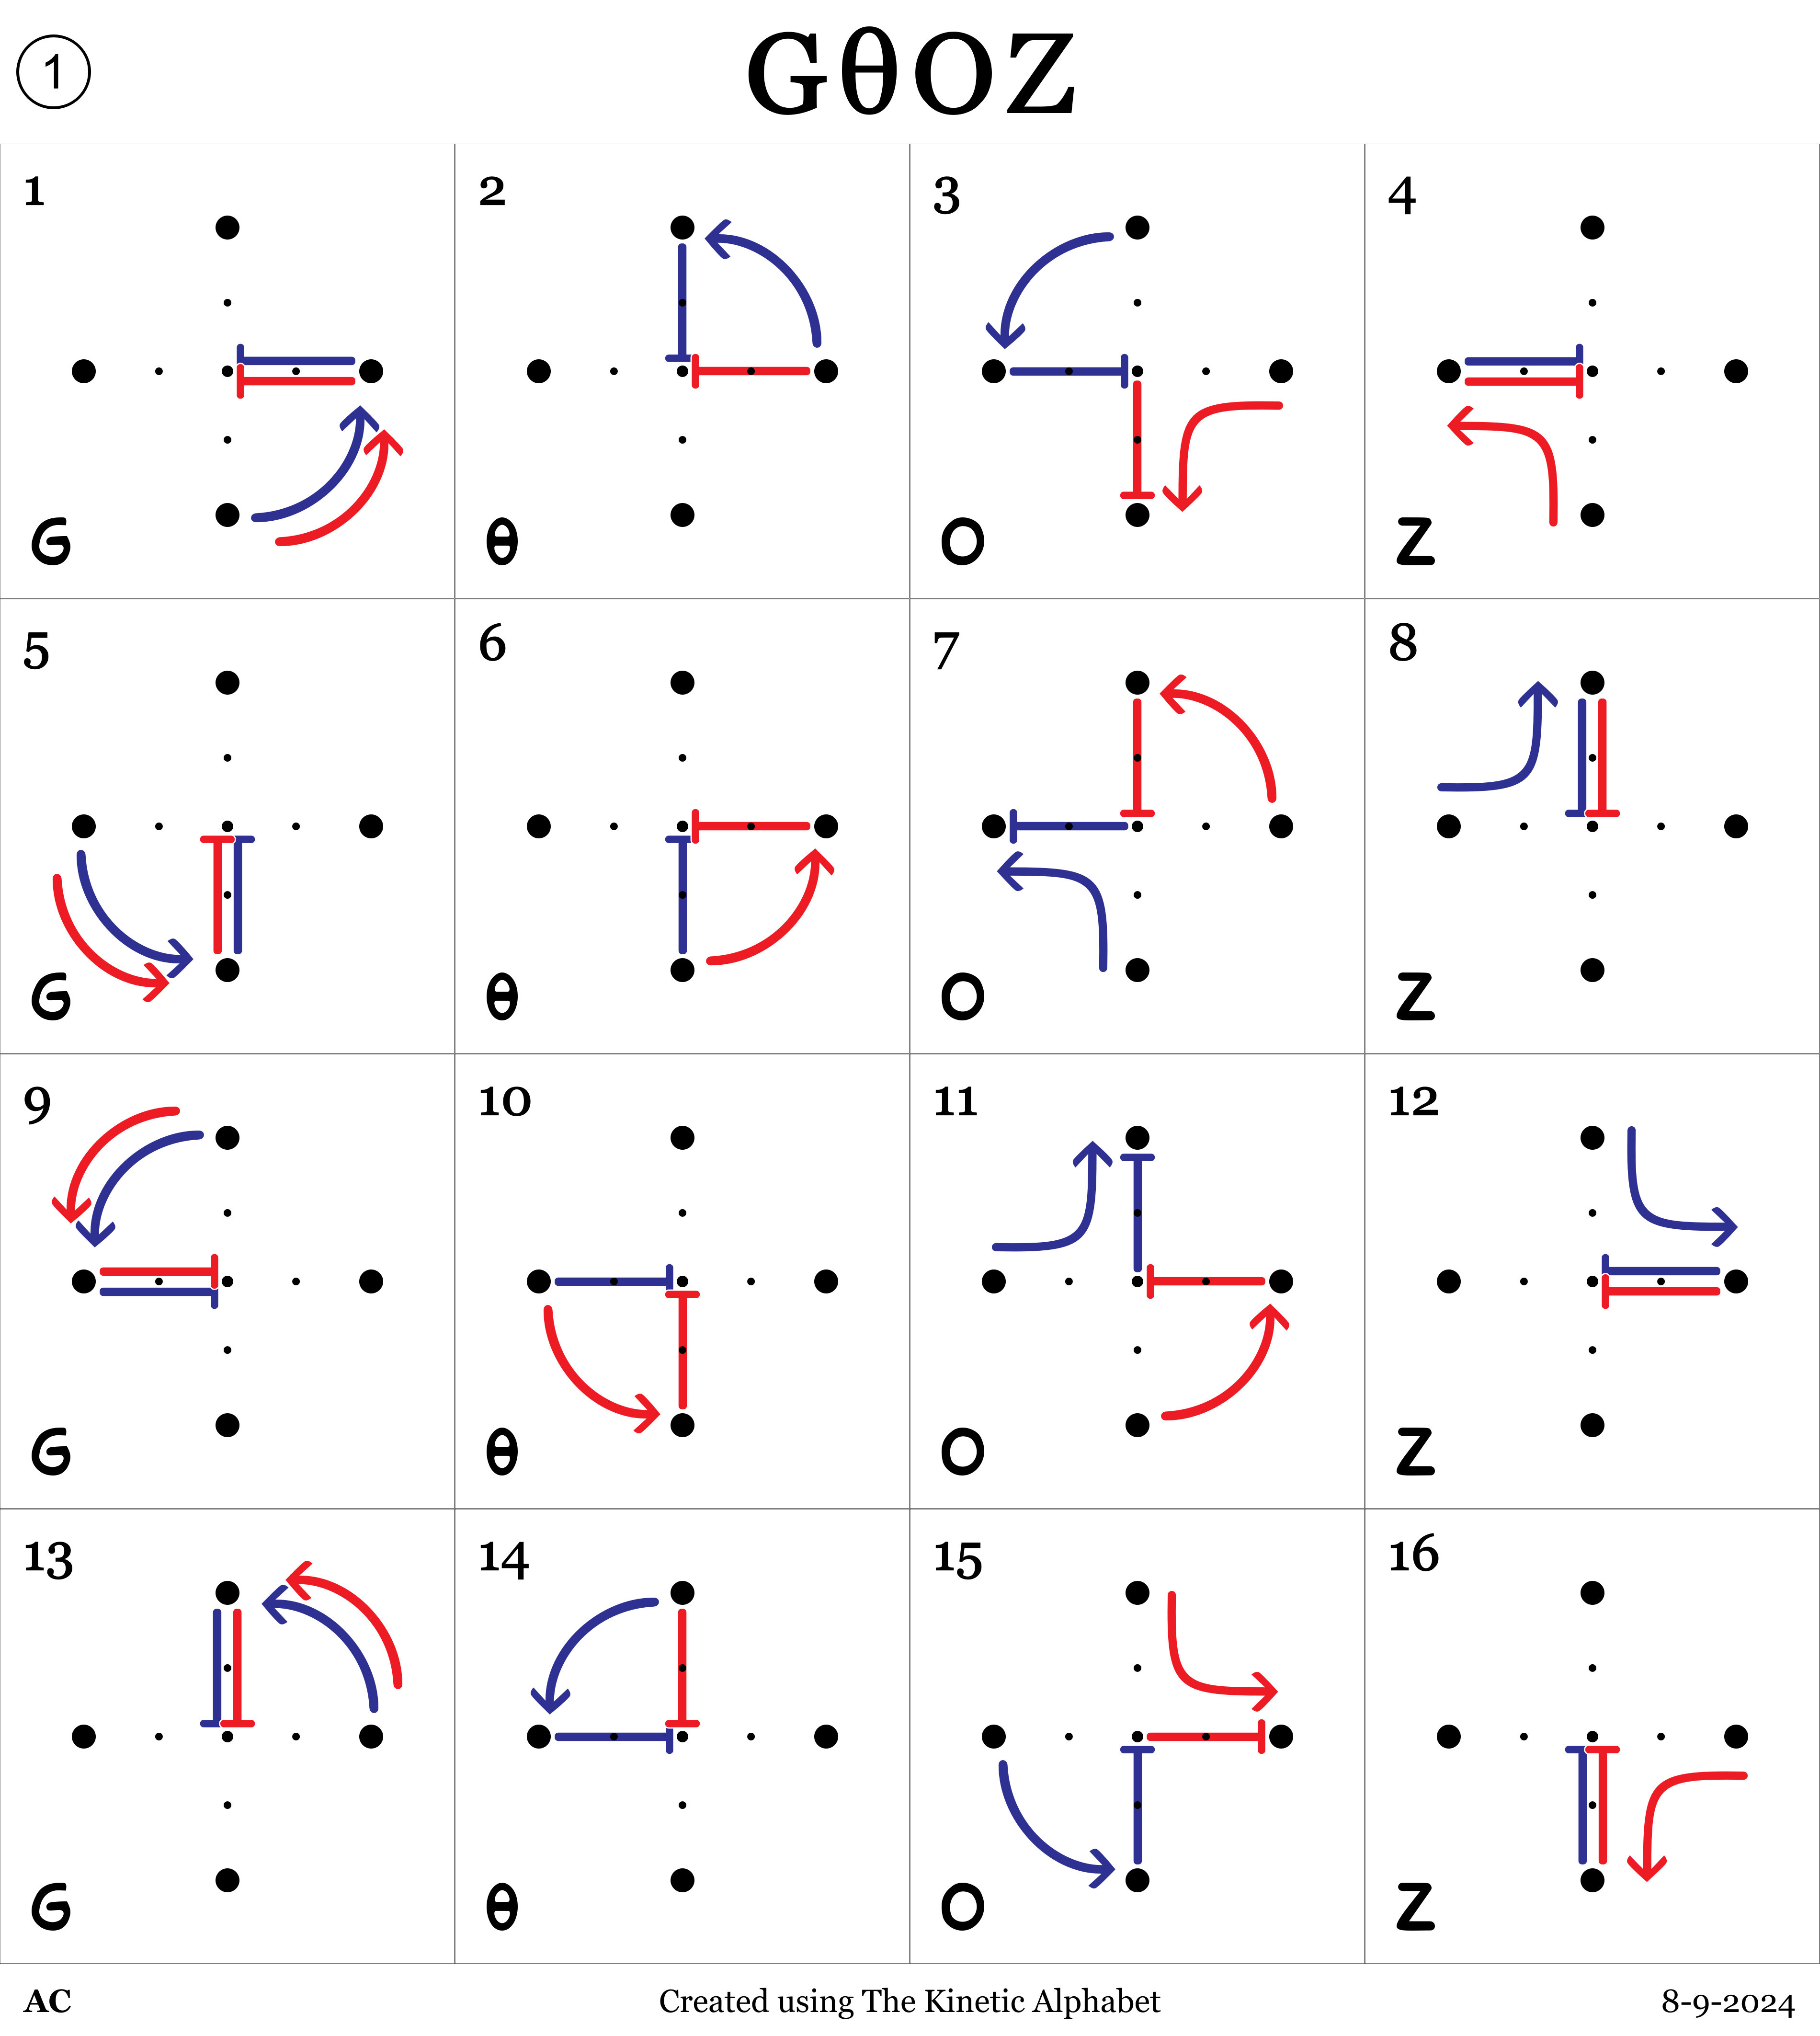 1
GθOZ
1 2 3 4
G θ O Z
5 6 7 8
G θ O Z
9 10 11 12
G θ O Z
13 14 15 16
G θ O Z
AC Created using The Kinetic Alphabet 8-9-2024